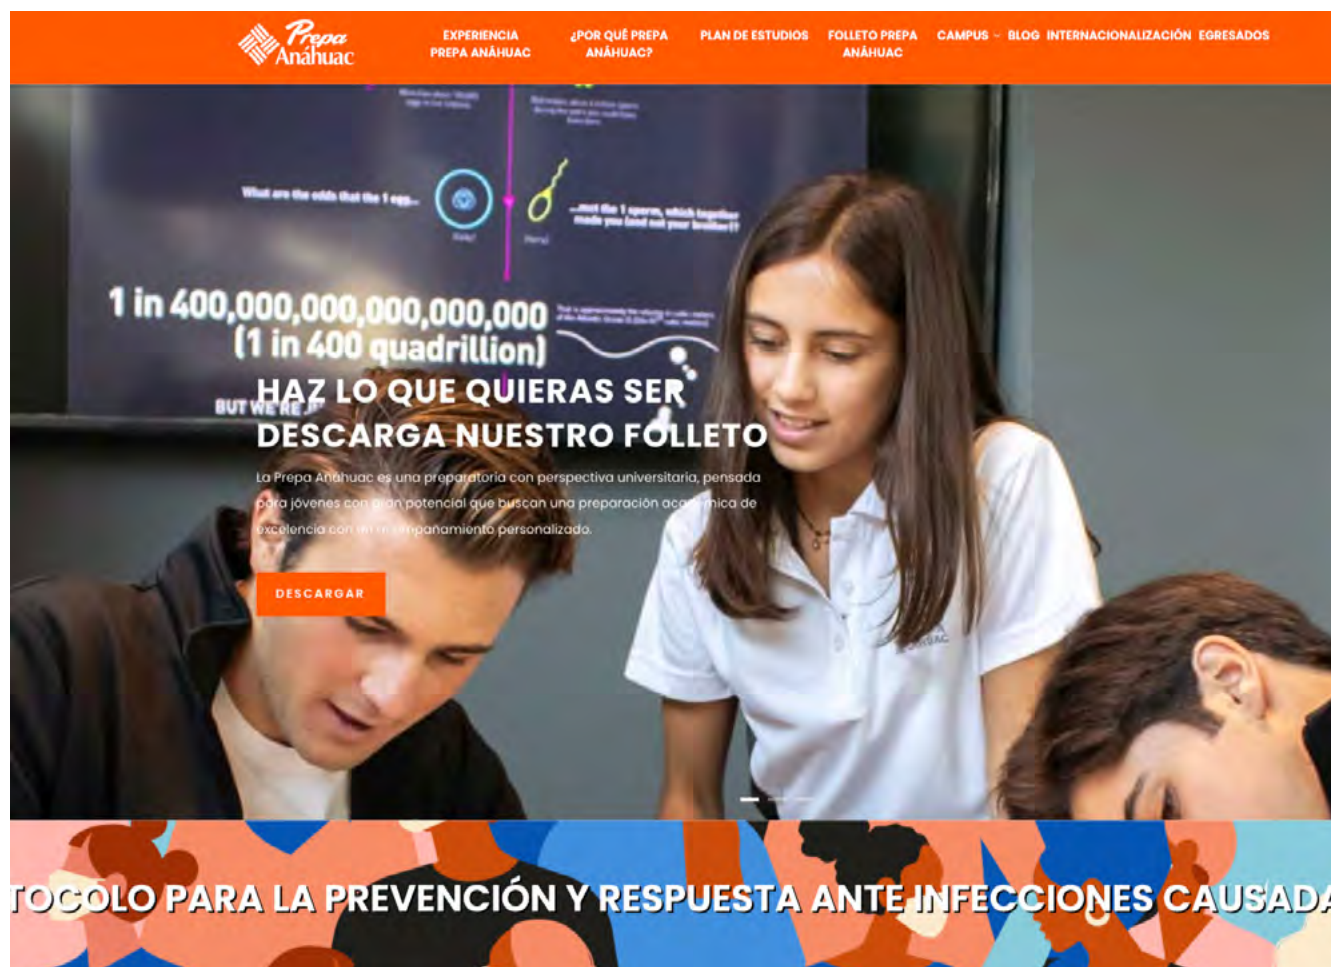 Prepa
Anáhuac
EXPERIENCIA
PREPA ANÁHUAC
¿POR QUÉ PREPA
ANÁHUAC?
PLAN DE ESTUDIOS
FOLLETO PREPA
ANÁHUAC
CAMPUS
BLOG
INTERNACIONALIZACIÓN
EGRESADOS
What are the odds that the 1 egg...
...met the 1 sperm, which together
made you (and not your brother)?
1 in 400,000,000,000,000,000
(1 in 400 quadrillion)
BUT WE'RE
HAZ LO QUE QUIERAS SER
DESCARGA NUESTRO FOLLETO
La Prepa Anáhuac es una preparatoria con perspectiva universitaria, pensada
para jóvenes con gran potencial que buscan una preparación académica de
excelencia con un acompañamiento personalizado.
DESCARGAR
TOCOLO PARA LA PREVENCIÓN Y RESPUESTA ANTE INFECCIONES CAUSADA